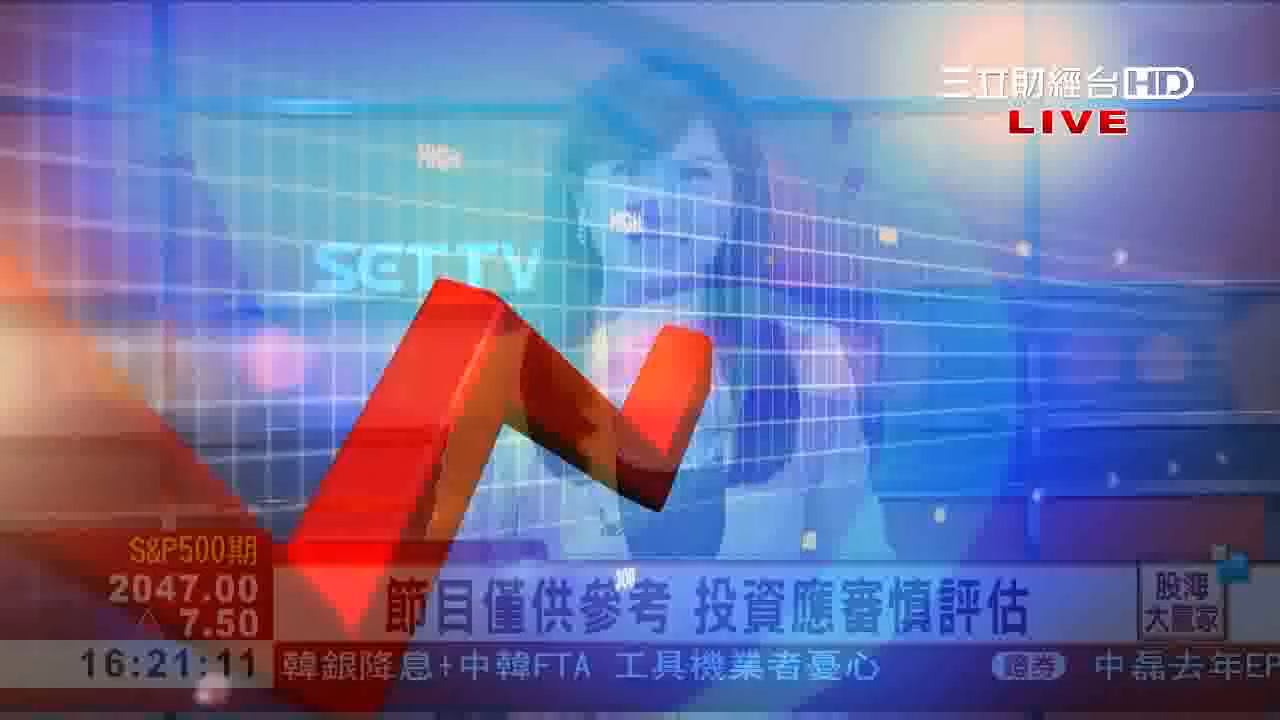 三立財經台HD
LIVE
HIGH
HIGH
SETTV
S&P500期
2047.00
△ 7.50
節目僅供參考 投資應審慎評估
股海
大贏家
16:21:11
韓銀降息+中韓FTA 工具機業者憂心
證券
中磊去年EP